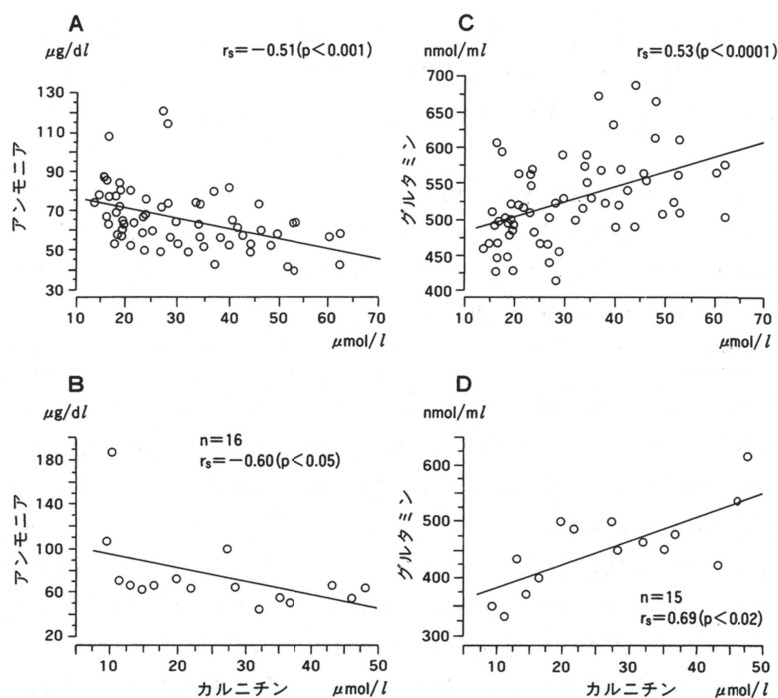 A
μg/dl
rs=−0.51(p<0.001)
アンモニア
130
110
90
70
50
30
10 20 30 40 50 60 70
μmol/l
C
nmol/ml
rs=0.53(p<0.0001)
グルタミン
700
650
600
550
500
450
400
10 20 30 40 50 60 70
μmol/l
B
μg/dl
n=16
rs=−0.60(p<0.05)
アンモニア
180
140
100
60
20
10 20 30 40 50
カルニチン μmol/l
D
nmol/ml
グルタミン
600
500
400
300
n=15
rs=0.69(p<0.02)
10 20 30 40 50
カルニチン μmol/l